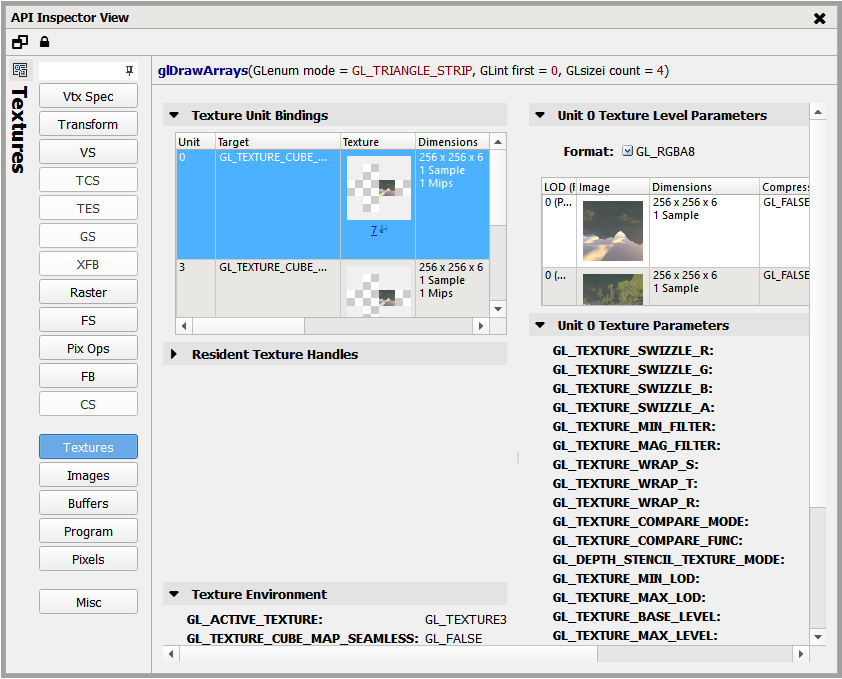 API Inspector View
Textures
Vtx Spec
Transform
VS
TCS
TES
GS
XFB
Raster
FS
Pix Ops
FB
CS
Textures
Images
Buffers
Program
Pixels
Misc
glDrawArrays(GLenum mode = GL_TRIANGLE_STRIP, GLint first = 0, GLsizei count = 4)
Texture Unit Bindings
Unit Target Texture Dimensions
0 GL_TEXTURE_CUBE_... 256 x 256 x 6
1 Sample
1 Mips
7
3 GL_TEXTURE_CUBE_... 256 x 256 x 6
1 Sample
1 Mips
Resident Texture Handles
Texture Environment
GL_ACTIVE_TEXTURE: GL_TEXTURE3
GL_TEXTURE_CUBE_MAP_SEAMLESS: GL_FALSE
Unit 0 Texture Level Parameters
Format: GL_RGBA8
LOD (F Image Dimensions Compress
0 (P... 256 x 256 x 6 GL_FALSE
1 Sample
0 (... 256 x 256 x 6 GL_FALSE
1 Sample
Unit 0 Texture Parameters
GL_TEXTURE_SWIZZLE_R:
GL_TEXTURE_SWIZZLE_G:
GL_TEXTURE_SWIZZLE_B:
GL_TEXTURE_SWIZZLE_A:
GL_TEXTURE_MIN_FILTER:
GL_TEXTURE_MAG_FILTER:
GL_TEXTURE_WRAP_S:
GL_TEXTURE_WRAP_T:
GL_TEXTURE_WRAP_R:
GL_TEXTURE_COMPARE_MODE:
GL_TEXTURE_COMPARE_FUNC:
GL_DEPTH_STENCIL_TEXTURE_MODE:
GL_TEXTURE_MIN_LOD:
GL_TEXTURE_MAX_LOD:
GL_TEXTURE_BASE_LEVEL:
GL_TEXTURE_MAX_LEVEL: